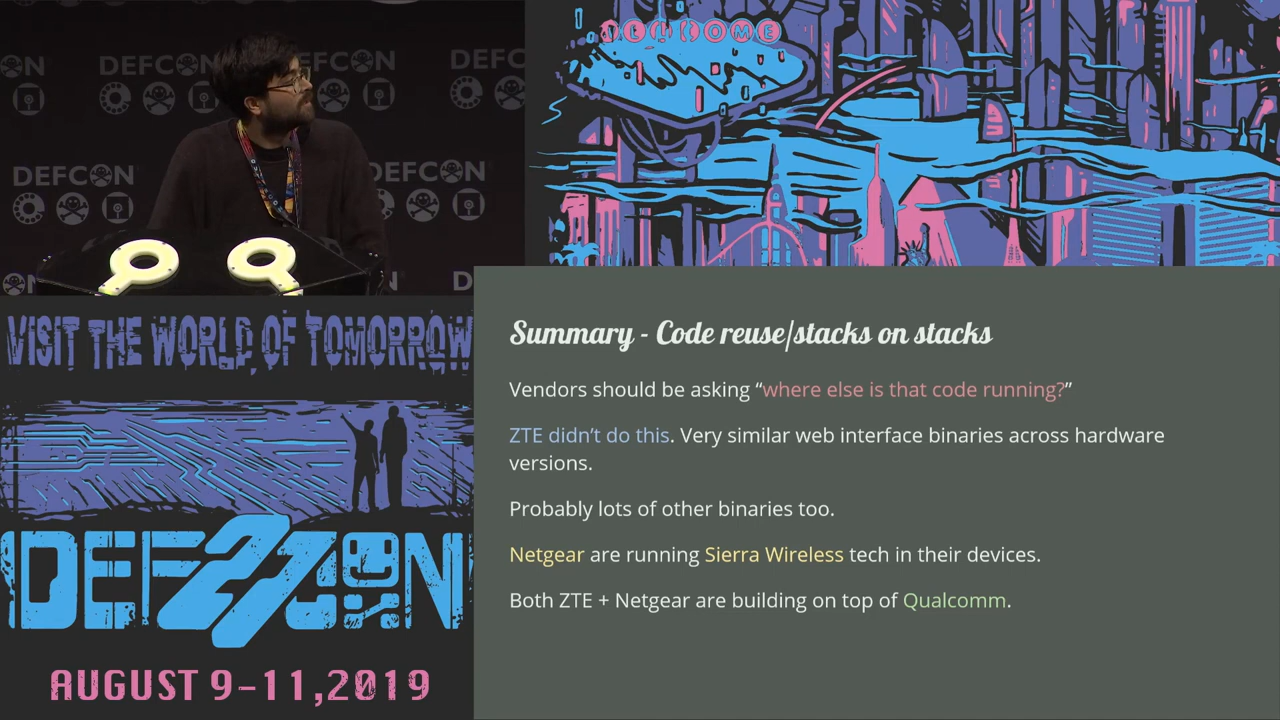 WELCOME
DEFCON
DEFCON
DEFCON
DEFCON
DEFCON
VISIT THE WORLD OF TOMORROW
DEF27CON
AUGUST 9-11,2019
Summary - Code reuse/stacks on stacks
Vendors should be asking “where else is that code running?”
ZTE didn’t do this. Very similar web interface binaries across hardware
versions.
Probably lots of other binaries too.
Netgear are running Sierra Wireless tech in their devices.
Both ZTE + Netgear are building on top of Qualcomm.